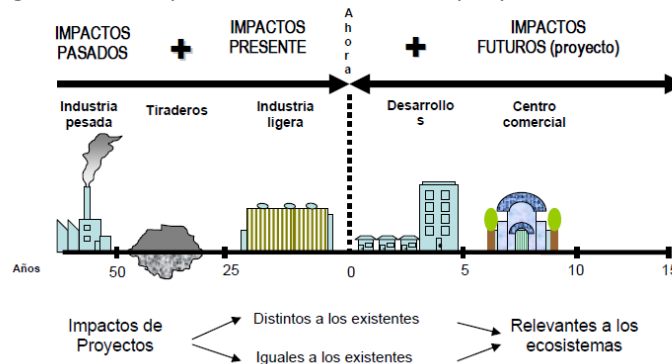 IMPACTOS
PASADOS
+
IMPACTOS
PRESENTE
A
h
o
r
a
+
IMPACTOS
FUTUROS (proyecto)
Industria
pesada
Tiraderos
Industria
ligera
Desarrollo
s
Centro
comercial
Años
50
25
0
5
10
15
Impactos de
Proyectos
Distintos a los existentes
Iguales a los existentes
Relevantes a los
ecosistemas